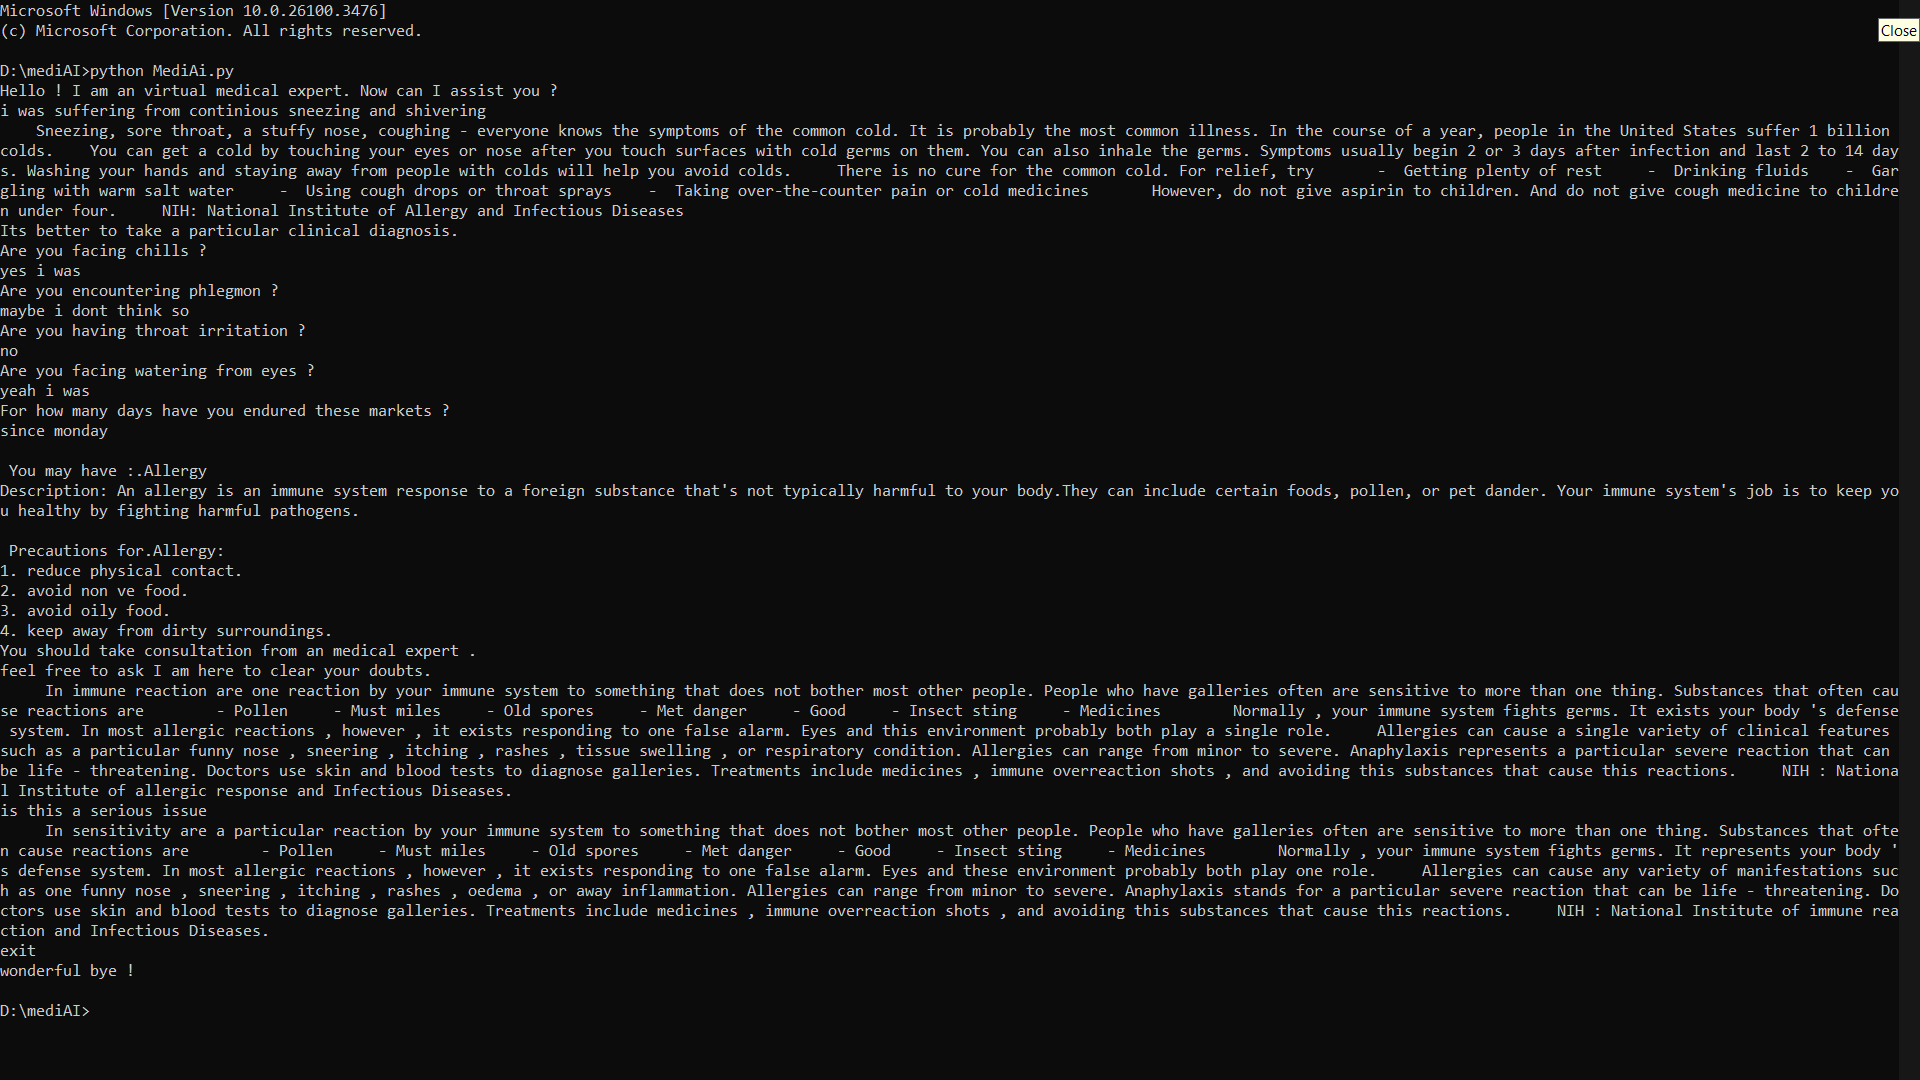 Microsoft Windows [Version 10.0.26100.3476]
(c) Microsoft Corporation. All rights reserved.
Close
D:\mediAI>python MediAi.py
Hello ! I am an virtual medical expert. Now can I assist you ?
i was suffering from continious sneezing and shivering
    Sneezing, sore throat, a stuffy nose, coughing - everyone knows the symptoms of the common cold. It is probably the most common illness. In the course of a year, people in the United States suffer 1 billion
colds.    You can get a cold by touching your eyes or nose after you touch surfaces with cold germs on them. You can also inhale the germs. Symptoms usually begin 2 or 3 days after infection and last 2 to 14 day
s. Washing your hands and staying away from people with colds will help you avoid colds.     There is no cure for the common cold. For relief, try       -  Getting plenty of rest     -  Drinking fluids    -  Gar
gling with warm salt water     -  Using cough drops or throat sprays    -  Taking over-the-counter pain or cold medicines       However, do not give aspirin to children. And do not give cough medicine to childre
n under four.     NIH: National Institute of Allergy and Infectious Diseases
Its better to take a particular clinical diagnosis.
Are you facing chills ?
yes i was
Are you encountering phlegmon ?
maybe i dont think so
Are you having throat irritation ?
no
Are you facing watering from eyes ?
yeah i was
For how many days have you endured these markets ?
since monday
 You may have :.Allergy
Description: An allergy is an immune system response to a foreign substance that's not typically harmful to your body.They can include certain foods, pollen, or pet dander. Your immune system's job is to keep yo
u healthy by fighting harmful pathogens.
 Precautions for.Allergy:
1. reduce physical contact.
2. avoid non ve food.
3. avoid oily food.
4. keep away from dirty surroundings.
You should take consultation from an medical expert .
feel free to ask I am here to clear your doubts.
     In immune reaction are one reaction by your immune system to something that does not bother most other people. People who have galleries often are sensitive to more than one thing. Substances that often cau
se reactions are        - Pollen     - Must miles     - Old spores     - Met danger     - Good     - Insect sting     - Medicines        Normally , your immune system fights germs. It exists your body 's defense
 system. In most allergic reactions , however , it exists responding to one false alarm. Eyes and this environment probably both play a single role.     Allergies can cause a single variety of clinical features
such as a particular funny nose , sneering , itching , rashes , tissue swelling , or respiratory condition. Allergies can range from minor to severe. Anaphylaxis represents a particular severe reaction that can
be life - threatening. Doctors use skin and blood tests to diagnose galleries. Treatments include medicines , immune overreaction shots , and avoiding this substances that cause this reactions.     NIH : Nationa
l Institute of allergic response and Infectious Diseases.
is this a serious issue
     In sensitivity are a particular reaction by your immune system to something that does not bother most other people. People who have galleries often are sensitive to more than one thing. Substances that ofte
n cause reactions are        - Pollen     - Must miles     - Old spores     - Met danger     - Good     - Insect sting     - Medicines        Normally , your immune system fights germs. It represents your body '
s defense system. In most allergic reactions , however , it exists responding to one false alarm. Eyes and these environment probably both play one role.     Allergies can cause any variety of manifestations suc
h as one funny nose , sneering , itching , rashes , oedema , or away inflammation. Allergies can range from minor to severe. Anaphylaxis stands for a particular severe reaction that can be life - threatening. Do
ctors use skin and blood tests to diagnose galleries. Treatments include medicines , immune overreaction shots , and avoiding this substances that cause this reactions.     NIH : National Institute of immune rea
ction and Infectious Diseases.
exit
wonderful bye !
D:\mediAI>